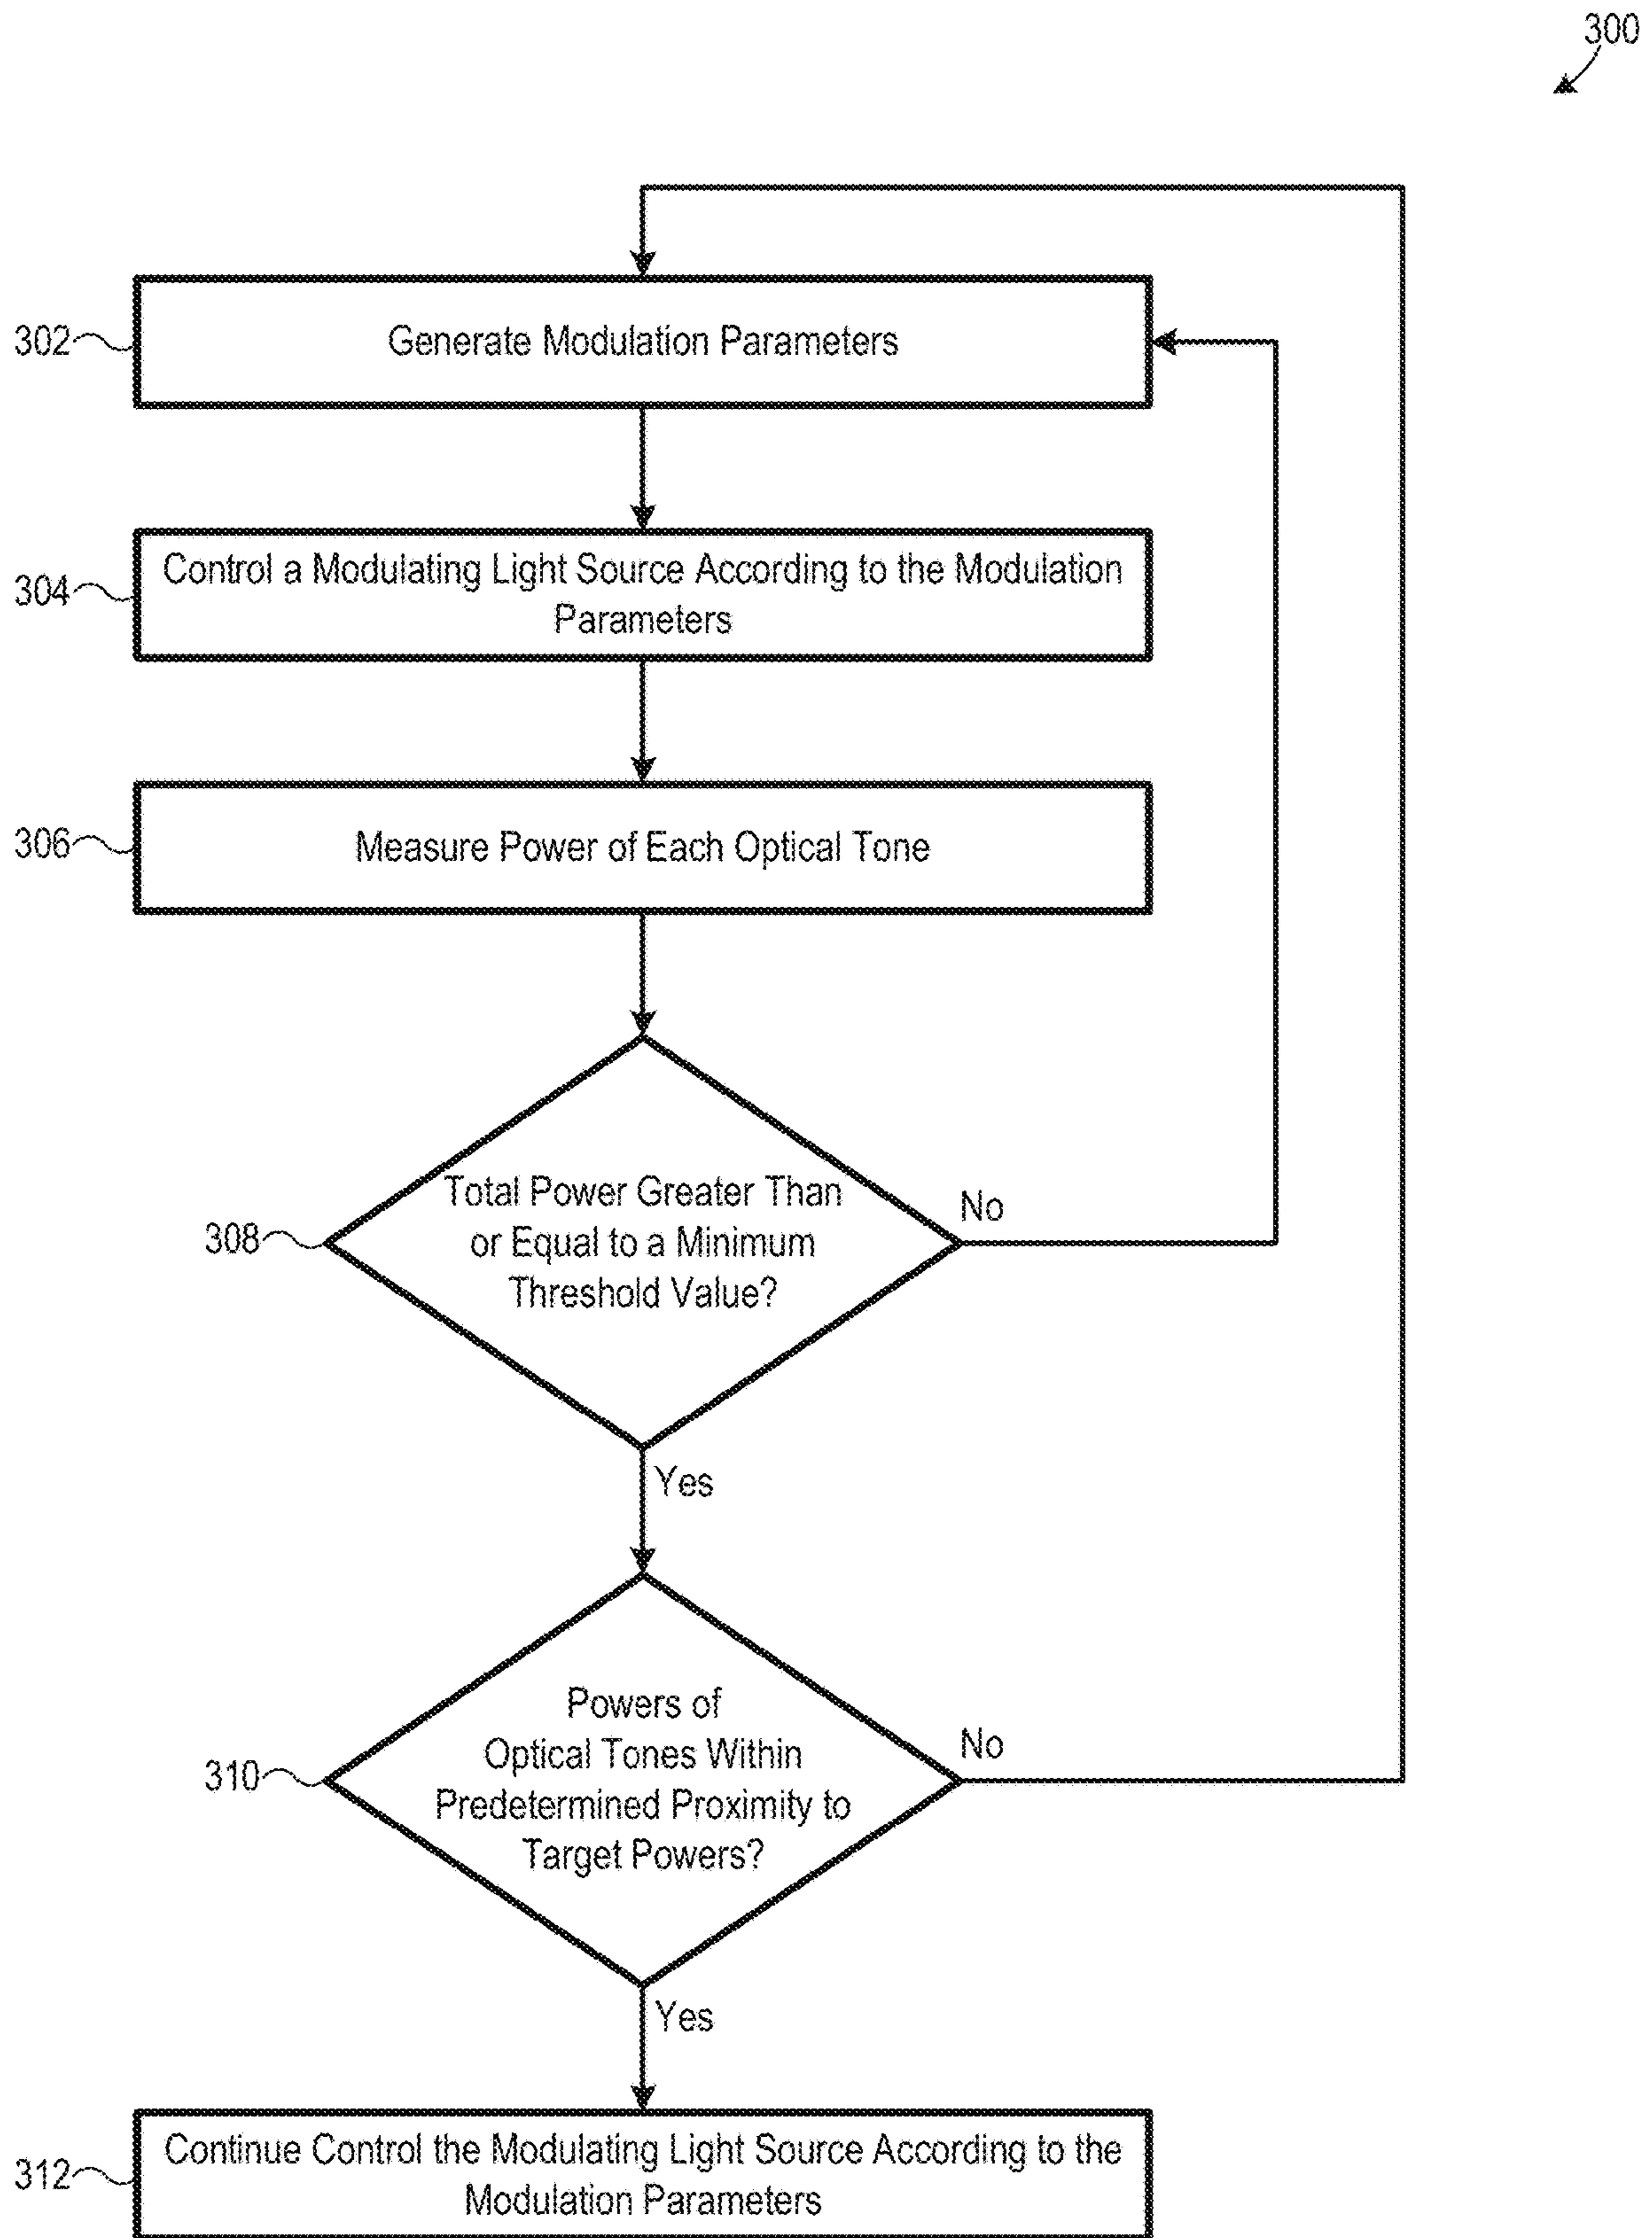 300
302
Generate Modulation Parameters
304
Control a Modulating Light Source According to the Modulation
Parameters
306
Measure Power of Each Optical Tone
308
Total Power Greater Than
or Equal to a Minimum
Threshold Value?
No
Yes
310
Powers of
Optical Tones Within
Predetermined Proximity to
Target Powers?
No
Yes
312
Continue Control the Modulating Light Source According to the
Modulation Parameters